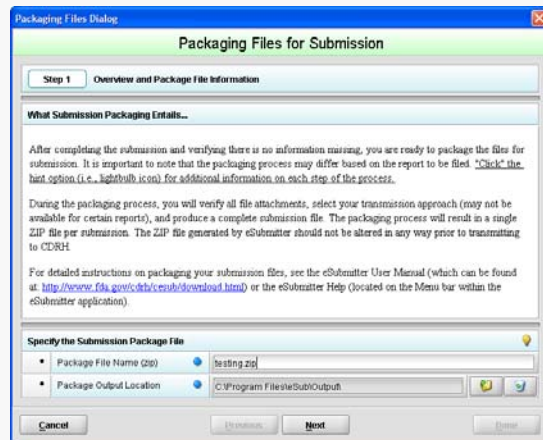 Packaging Files Dialog
Packaging Files for Submission
Step 1 Overview and Package File Information
What Submission Packaging Entails...
After completing the submission and verifying there is no information missing, you are ready to package the files for
submission. It is important to note that the packaging process may differ based on the report to be filed. "Click" the
hint option (i.e., lightbulb icon) for additional information on each step of the process.
During the packaging process, you will verify all file attachments, select your transmission approach (may not be
available for certain reports), and produce a complete submission file. The packaging process will result in a single
ZIP file per submission. The ZIP file generated by eSubmitter should not be altered in any way prior to transmitting
to CDRH.
For detailed instructions on packaging your submission files, see the eSubmitter User Manual (which can be found
at: http://www.fda.gov/cdrh/cesub/download.html) or the eSubmitter Help (located on the Menu bar within the
eSubmitter application).
Specify the Submission Package File
Package File Name (zip) testing.zip
Package Output Location C:\Program Files\eSub\Output\
Cancel Previous Next Done